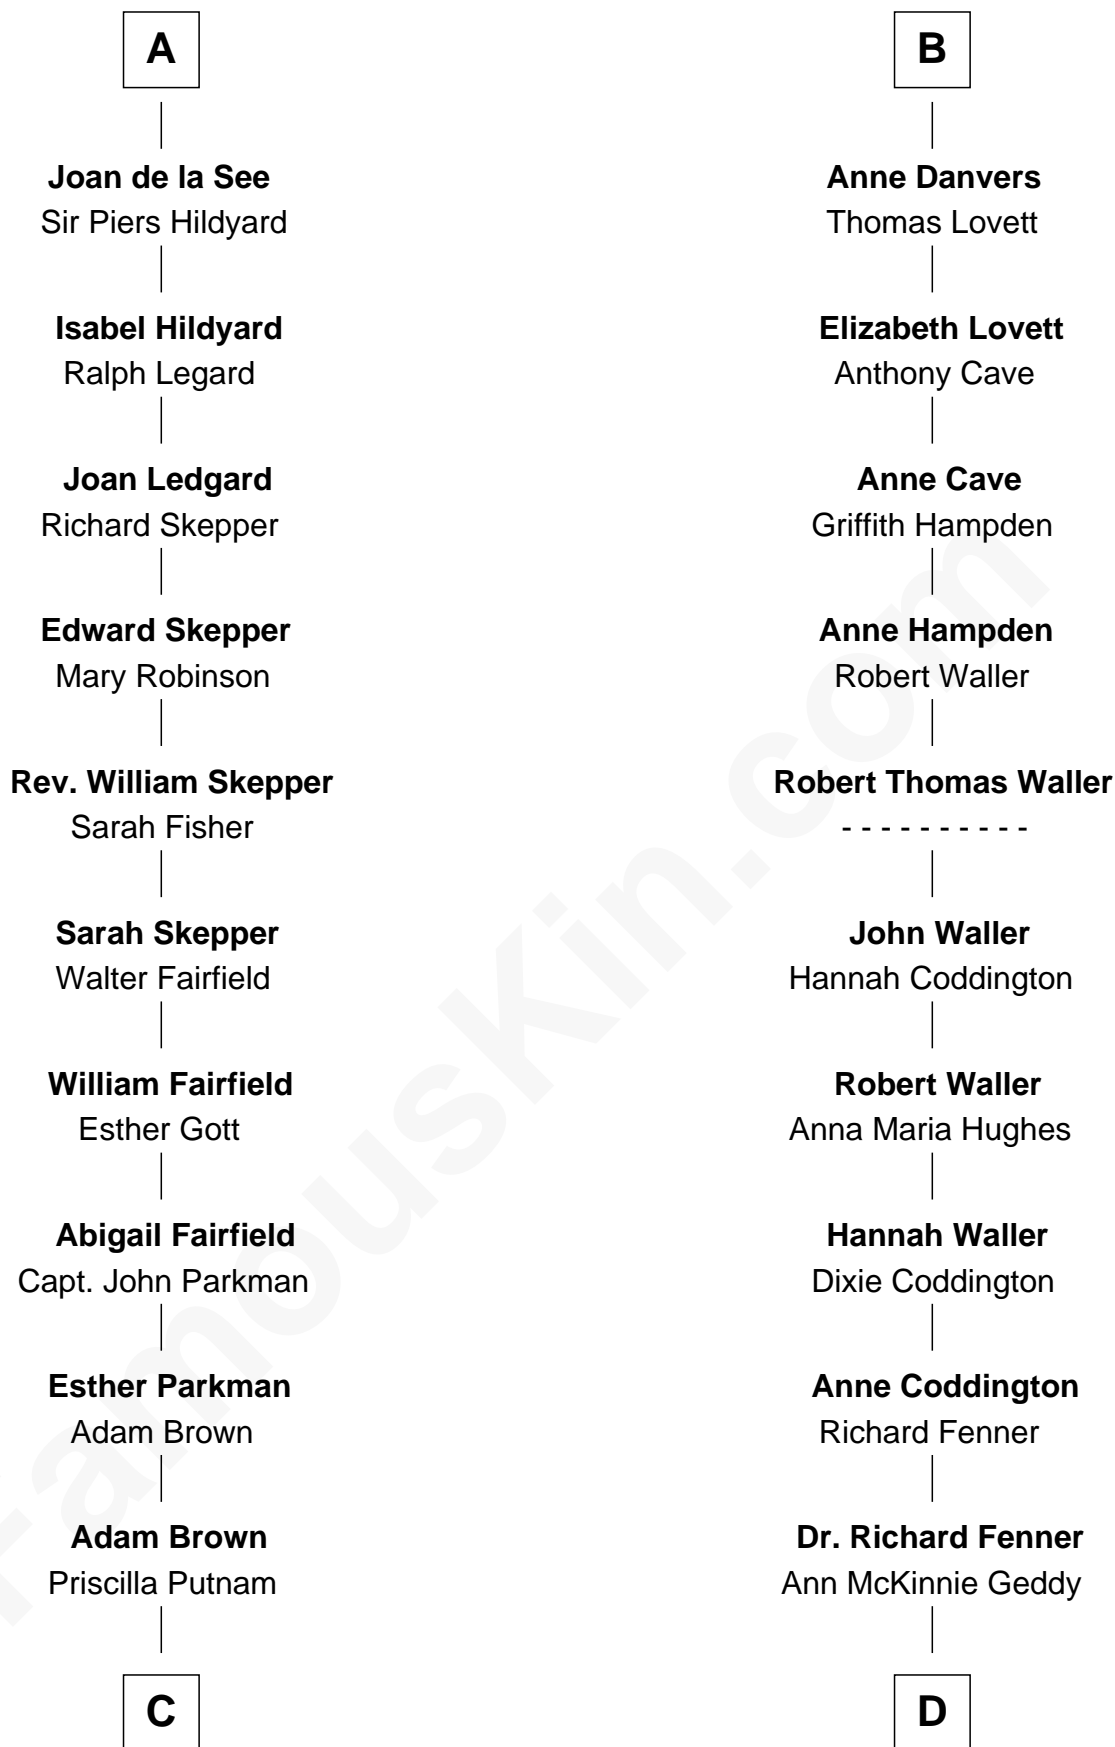 A
Joan de la See
Sir Piers Hildyard
Isabel Hildyard
Ralph Legard
Joan Ledgard
Richard Skepper
Edward Skepper
Mary Robinson
Rev. William Skepper
Sarah Fisher
Sarah Skepper
Walter Fairfield
William Fairfield
Esther Gott
Abigail Fairfield
Capt. John Parkman
Esther Parkman
Adam Brown
Adam Brown
Priscilla Putnam
C
B
Anne Danvers
Thomas Lovett
Elizabeth Lovett
Anthony Cave
Anne Cave
Griffith Hampden
Anne Hampden
Robert Waller
Robert Thomas Waller
- - - - - - - - - -
John Waller
Hannah Coddington
Robert Waller
Anna Maria Hughes
Hannah Waller
Dixie Coddington
Anne Coddington
Richard Fenner
Dr. Richard Fenner
Ann McKinnie Geddy
D
FamousKin.com